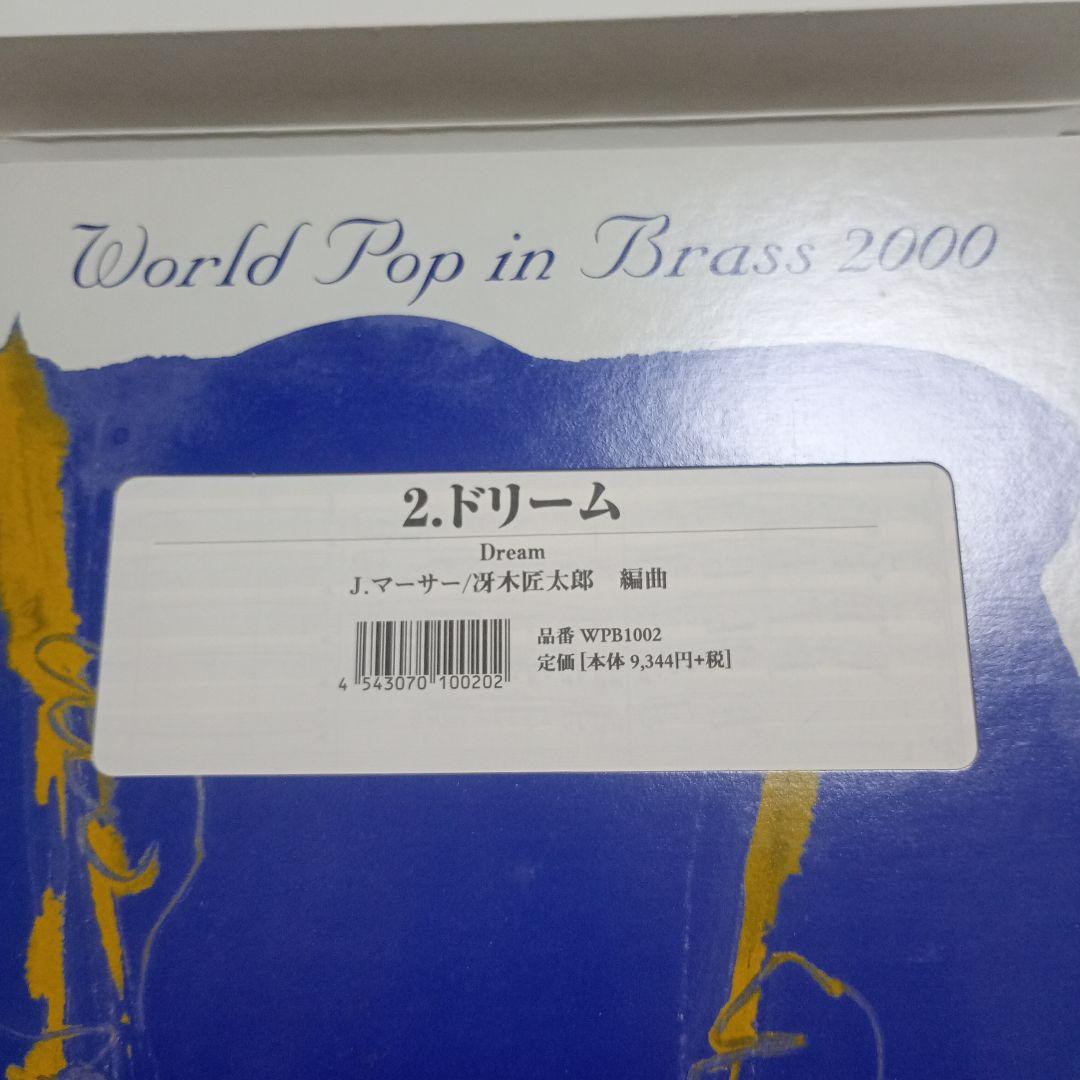 World Pop in Brass 2000
2.ドリーム
Dream
J.マーサー/冴木匠太郎　編曲
品番 WPB1002
定価[本体 9,344円+税]
4 543070 100202